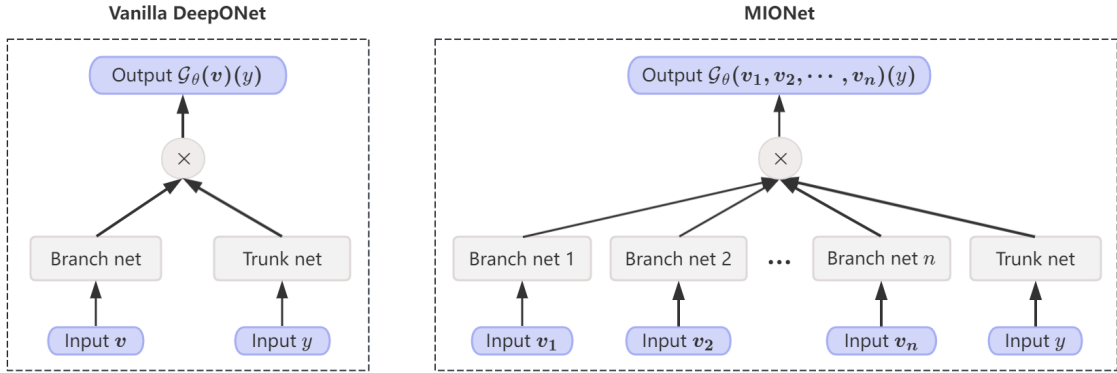 Vanilla DeepONet
Output 𝒢θ(v)(y)
×
Branch net
Trunk net
Input v
Input y
MIONet
Output 𝒢θ(v₁, v₂, ⋯ , vₙ)(y)
×
Branch net 1
Branch net 2
...
Branch net n
Trunk net
Input v₁
Input v₂
Input vₙ
Input y